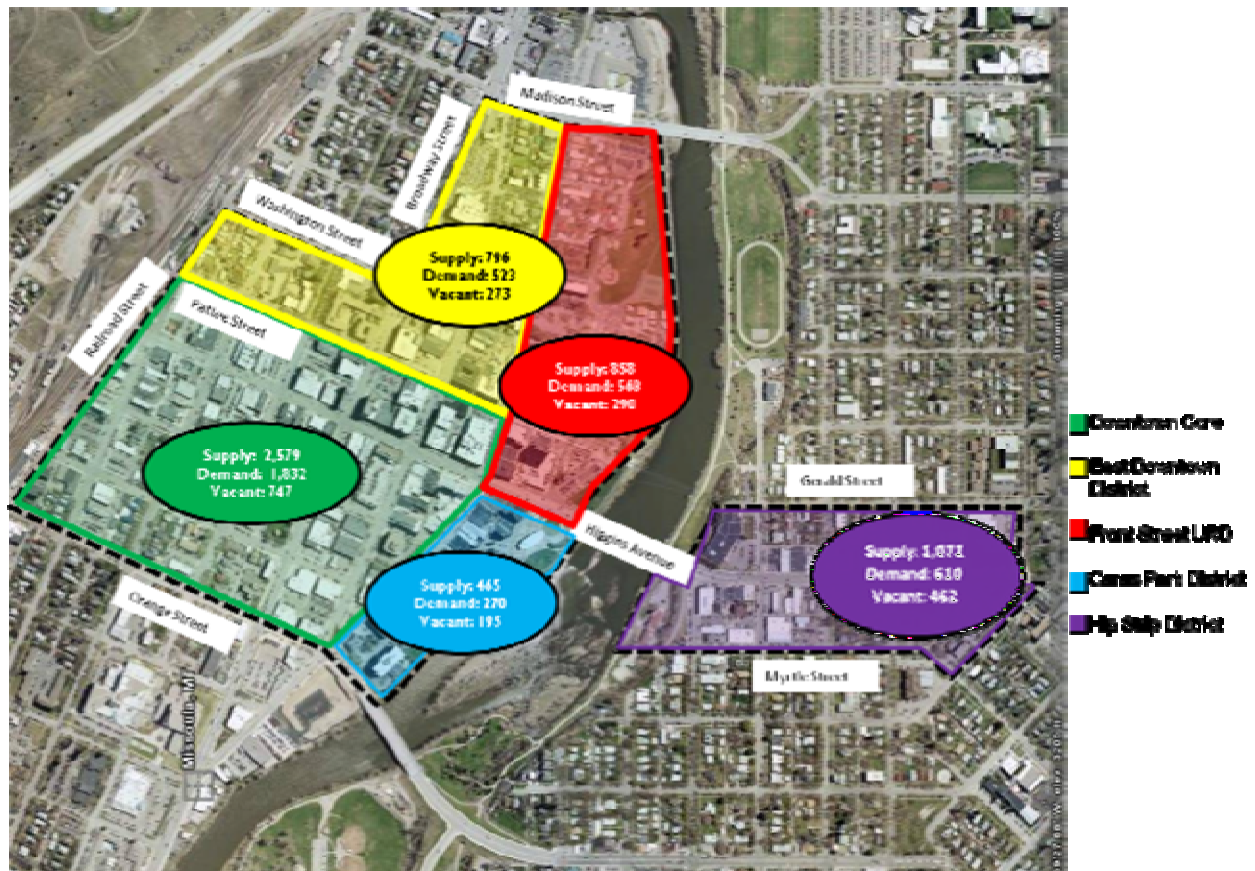 Madison Street
Broadway Street
Washington Street
Supply: 796
Demand: 523
Vacant: 273
Railroad Street
Pattee Street
Supply: 858
Demand: 568
Vacant: 290
Downtown Core
Supply: 2,579
Demand: 1,832
Vacant: 747
East Downtown
District
Gerald Street
Front Street URD
Higgins Avenue
Supply: 1,072
Demand: 610
Vacant: 462
Supply: 465
Demand: 270
Vacant: 195
Caras Park District
Orange Street
Hip Strip District
Myrtle Street
Missoula, MT